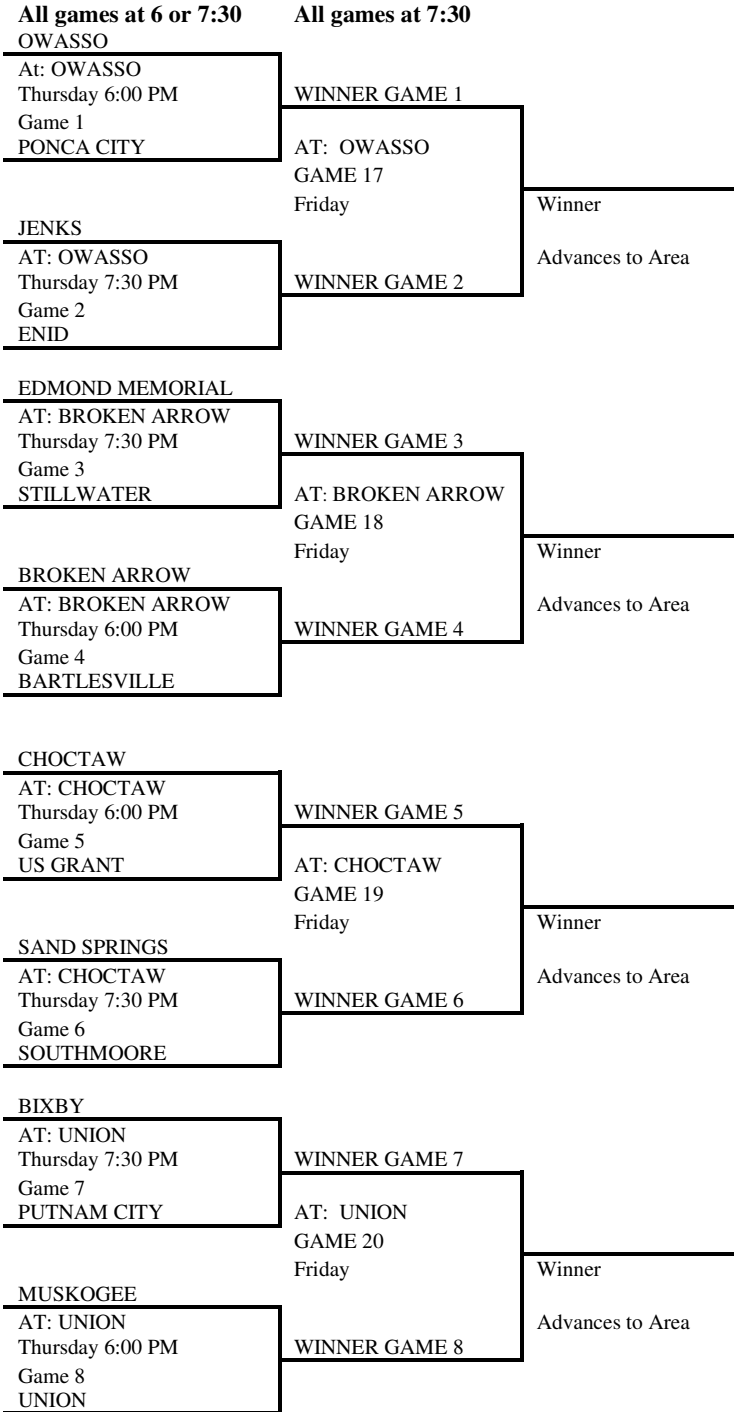 All games at 6 or 7:30 All games at 7:30
OWASSO
At: OWASSO
Thursday 6:00 PM WINNER GAME 1
Game 1
PONCA CITY AT: OWASSO
GAME 17
Friday Winner
JENKS
AT: OWASSO Advances to Area
Thursday 7:30 PM WINNER GAME 2
Game 2
ENID
EDMOND MEMORIAL
AT: BROKEN ARROW
Thursday 7:30 PM WINNER GAME 3
Game 3
STILLWATER AT: BROKEN ARROW
GAME 18
Friday Winner
BROKEN ARROW
AT: BROKEN ARROW Advances to Area
Thursday 6:00 PM WINNER GAME 4
Game 4
BARTLESVILLE
CHOCTAW
AT: CHOCTAW
Thursday 6:00 PM WINNER GAME 5
Game 5
US GRANT AT: CHOCTAW
GAME 19
Friday Winner
SAND SPRINGS
AT: CHOCTAW Advances to Area
Thursday 7:30 PM WINNER GAME 6
Game 6
SOUTHMOORE
BIXBY
AT: UNION
Thursday 7:30 PM WINNER GAME 7
Game 7
PUTNAM CITY AT: UNION
GAME 20
Friday Winner
MUSKOGEE
AT: UNION Advances to Area
Thursday 6:00 PM WINNER GAME 8
Game 8
UNION